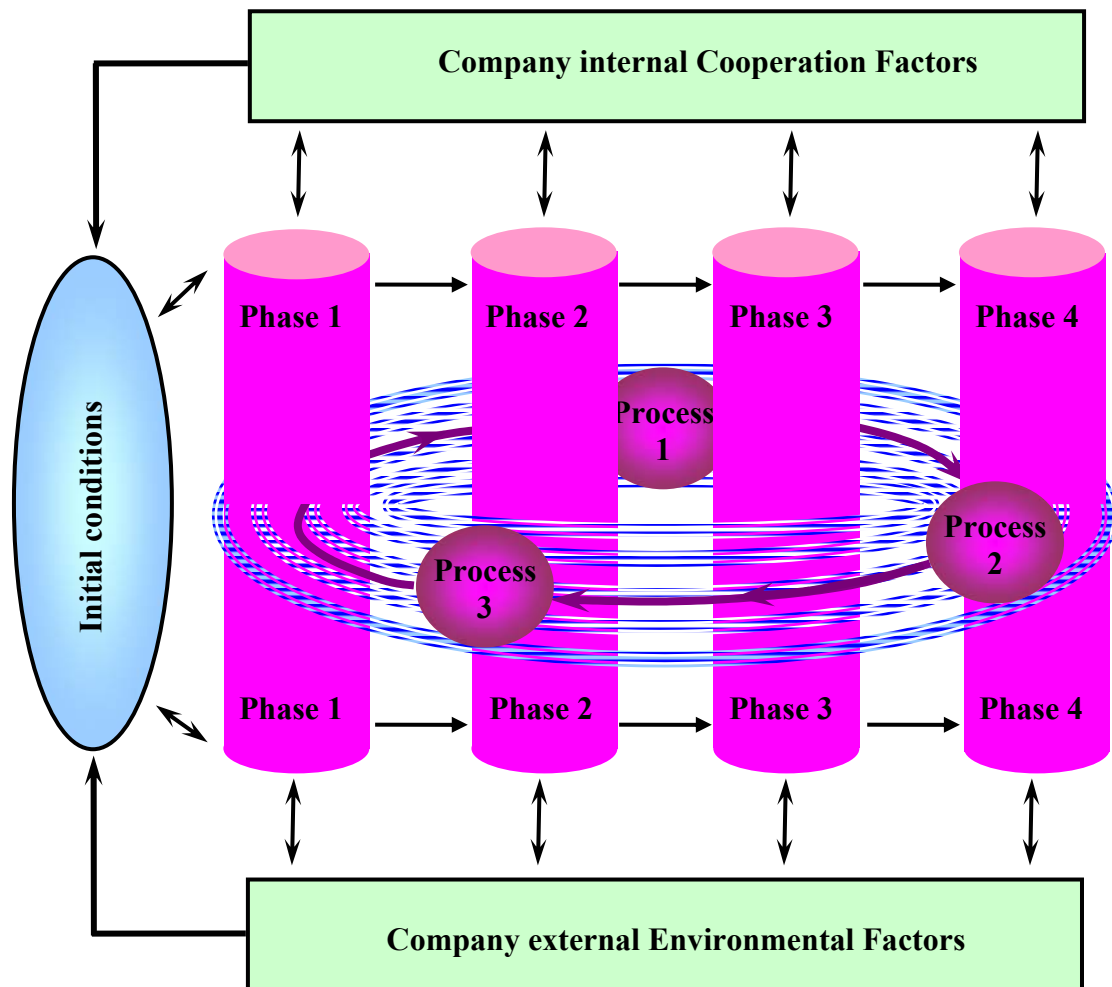 Company internal Cooperation Factors
Phase 1
Phase 2
Phase 3
Phase 4
Process
1
Initial conditions
Process
2
Process
3
Phase 1
Phase 2
Phase 3
Phase 4
Company external Environmental Factors